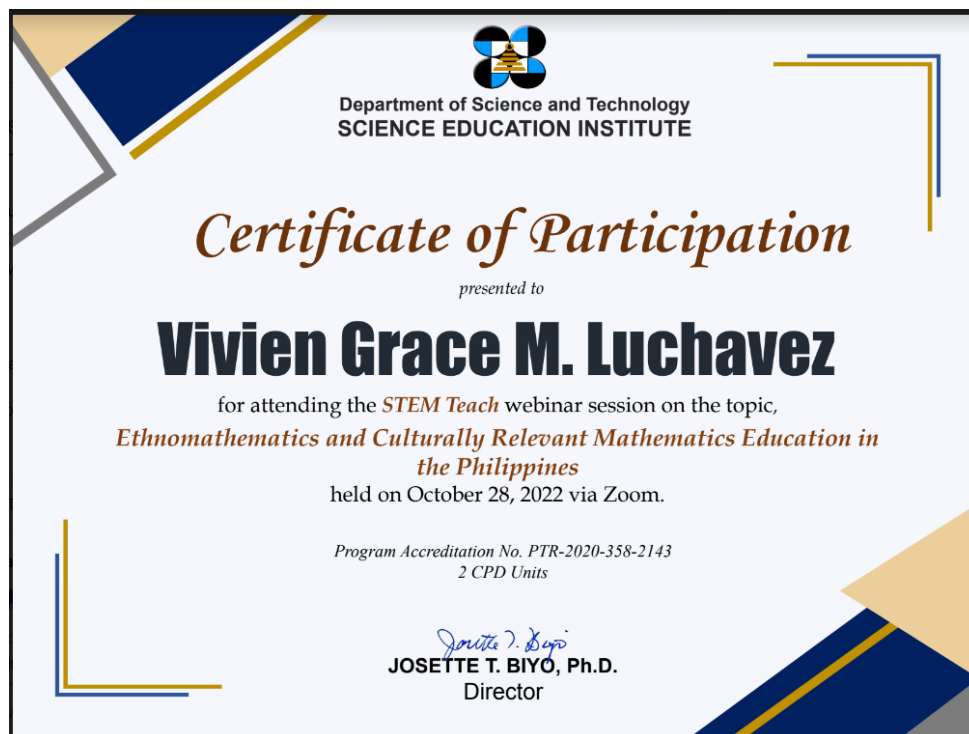 Department of Science and Technology
SCIENCE EDUCATION INSTITUTE
Certificate of Participation
presented to
Vivien Grace M. Luchavez
for attending the STEM Teach webinar session on the topic,
Ethnomathematics and Culturally Relevant Mathematics Education in
the Philippines
held on October 28, 2022 via Zoom.
Program Accreditation No. PTR-2020-358-2143
2 CPD Units
Josette T. Biyo
JOSETTE T. BIYO, Ph.D.
Director